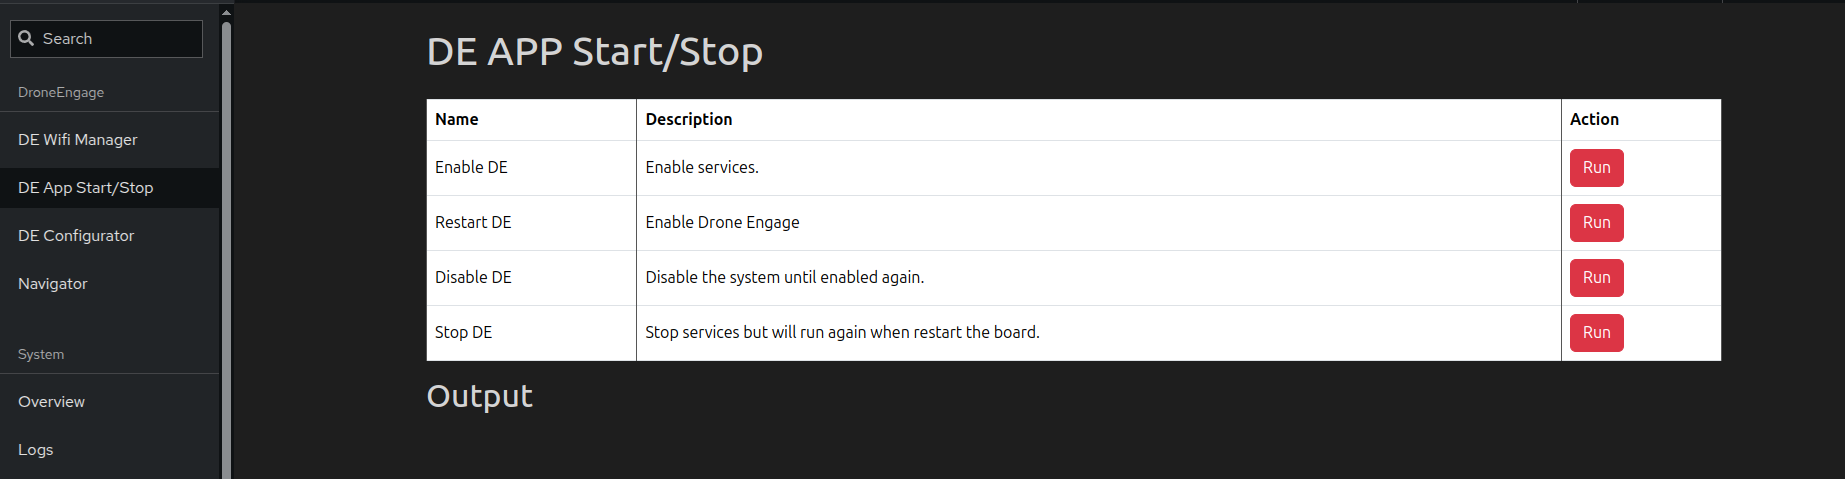 Search
DroneEngage
DE Wifi Manager
DE App Start/Stop
DE Configurator
Navigator
System
Overview
Logs
DE APP Start/Stop
Name Description Action
Enable DE Enable services. Run
Restart DE Enable Drone Engage Run
Disable DE Disable the system until enabled again. Run
Stop DE Stop services but will run again when restart the board. Run
Output